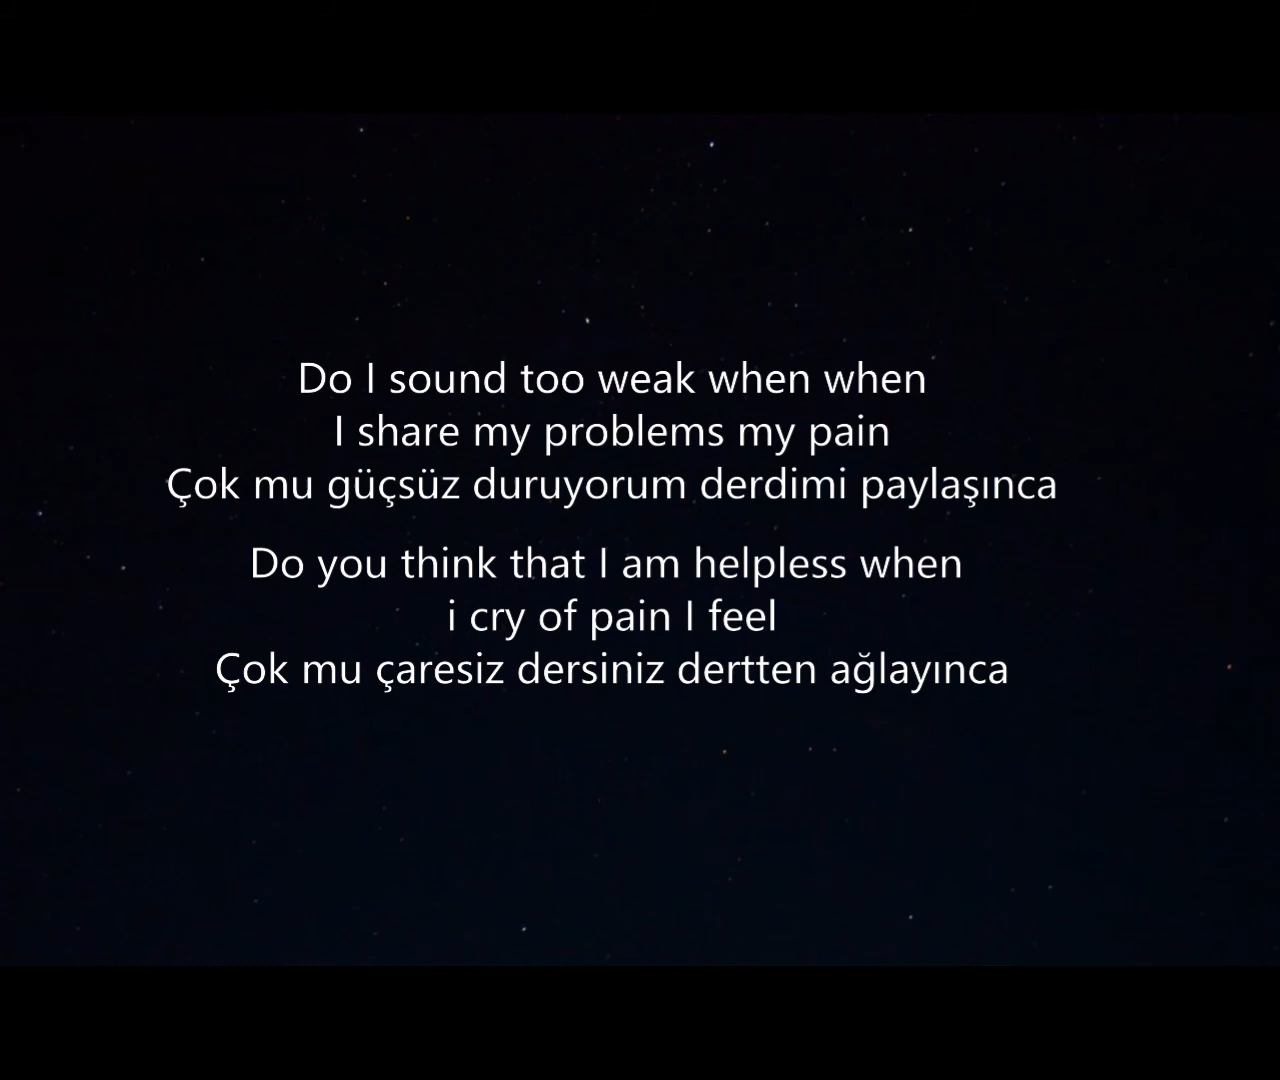 Do I sound too weak when when
I share my problems my pain
Çok mu güçsüz duruyorum derdimi paylaşınca
Do you think that I am helpless when
i cry of pain I feel
Çok mu çaresiz dersiniz dertten ağlayınca